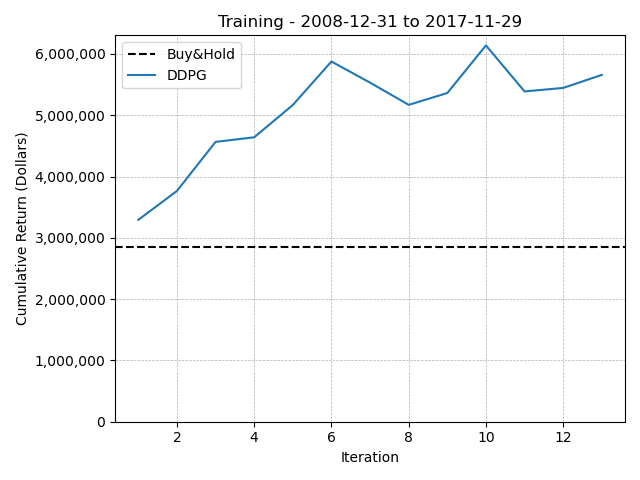 Training - 2008-12-31 to 2017-11-29
Buy&Hold
DDPG
6,000,000
5,000,000
4,000,000
3,000,000
2,000,000
1,000,000
0
Cumulative Return (Dollars)
2 4 6 8 10 12
Iteration